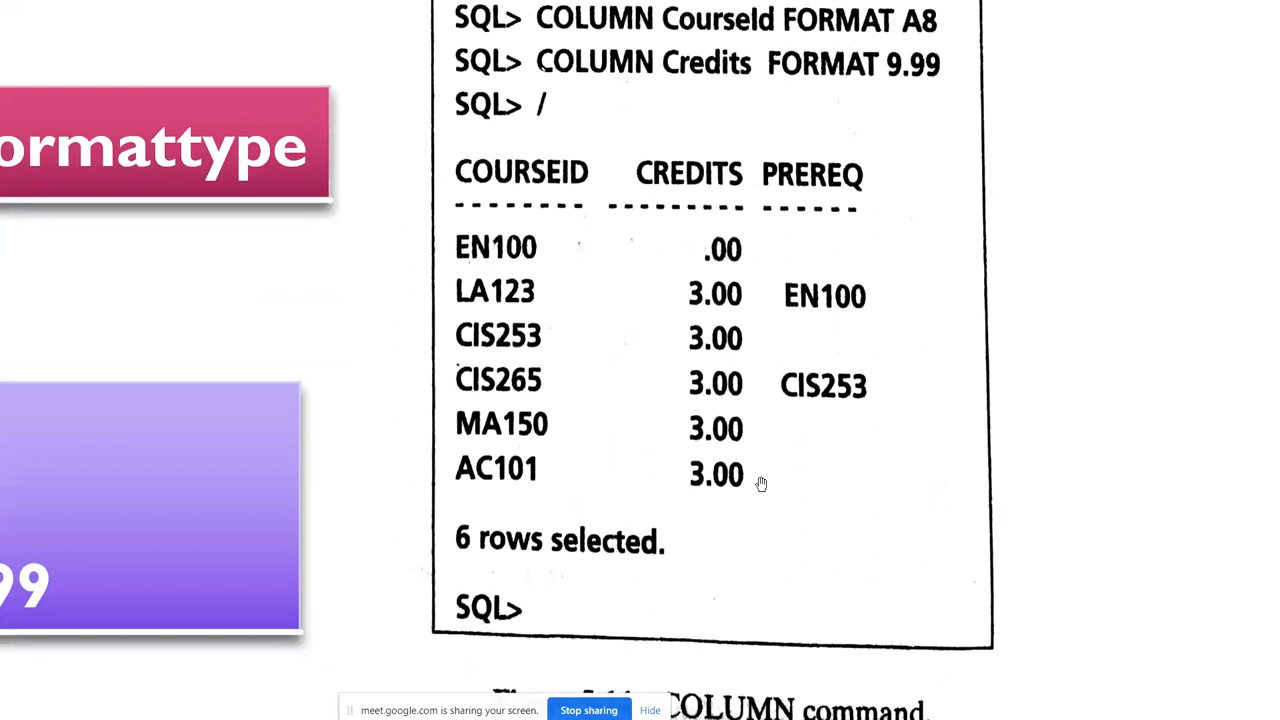 SQL> COLUMN CourseId FORMAT A8
SQL> COLUMN Credits FORMAT 9.99
SQL> /
ormattype
COURSEID CREDITS PREREQ
-------- --------- ------
EN100 .00
LA123 3.00 EN100
CIS253 3.00
CIS265 3.00 CIS253
MA150 3.00
AC101 3.00
6 rows selected.
99
SQL>
COLUMN command.
meet.google.com is sharing your screen. Stop sharing Hide